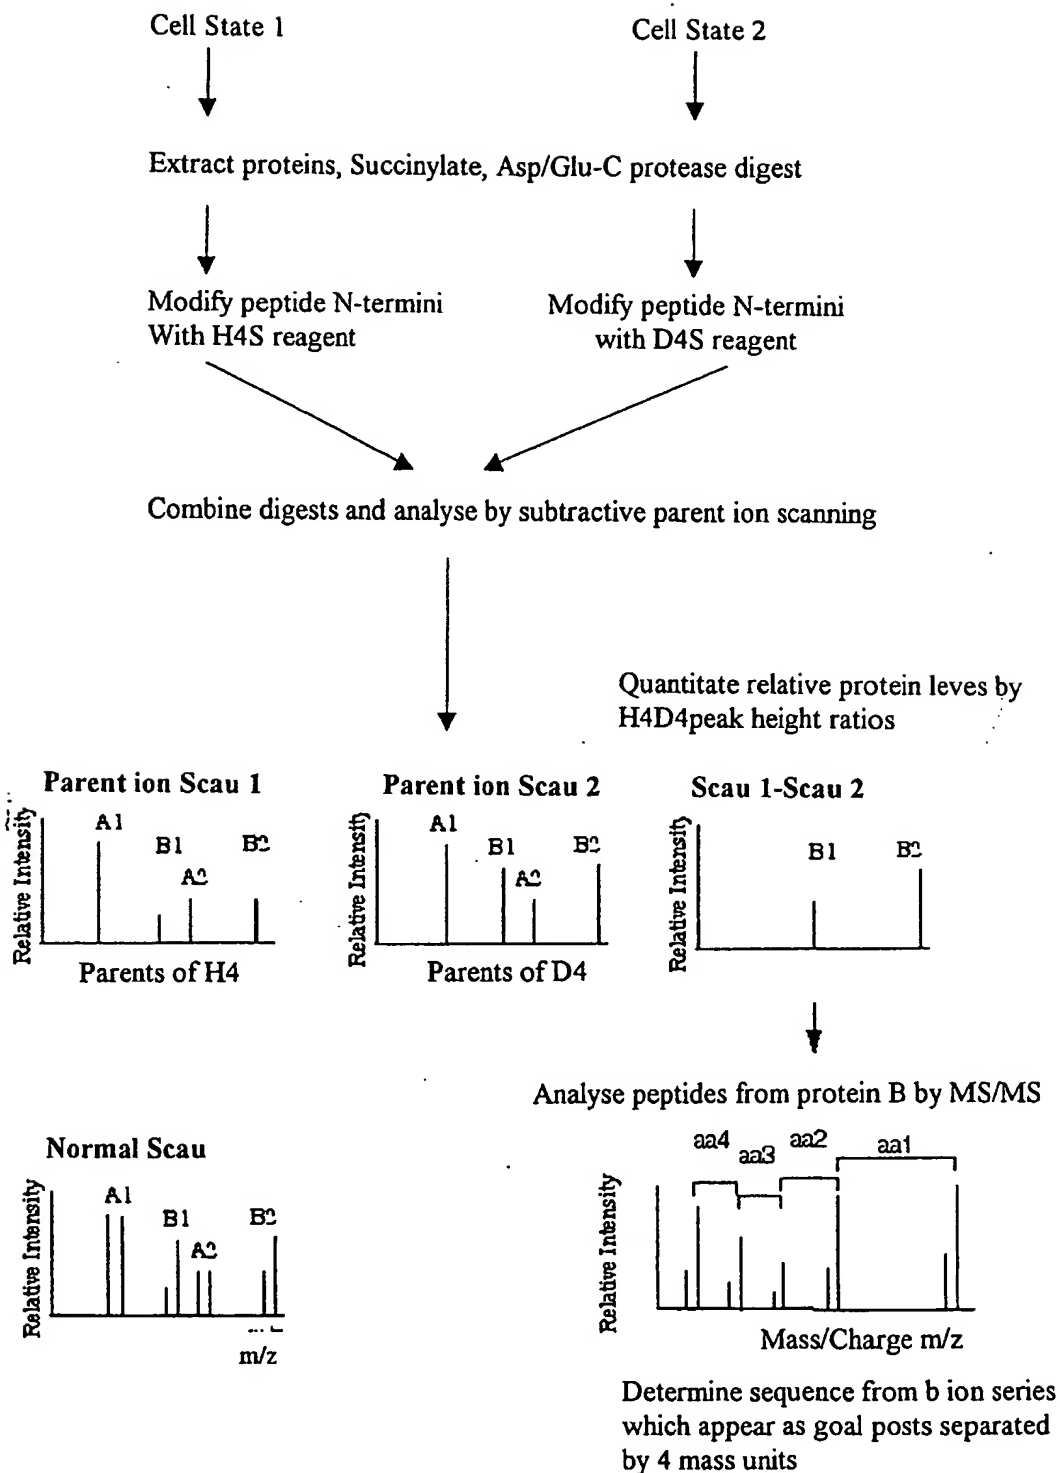 Cell State 1
Cell State 2
Extract proteins, Succinylate, Asp/Glu-C protease digest
Modify peptide N-termini
With H4S reagent
Modify peptide N-termini
with D4S reagent
Combine digests and analyse by subtractive parent ion scanning
Quantitate relative protein leves by
H4D4peak height ratios
Parent ion Scau 1
Relative Intensity
A1
B1
A2
B2
Parents of H4
Parent ion Scau 2
Relative Intensity
A1
B1
A2
B2
Parents of D4
Scau 1-Scau 2
Relative Intensity
B1
B2
Analyse peptides from protein B by MS/MS
Normal Scau
Relative Intensity
A1
B1
A2
B2
m/z
aa4
aa3
aa2
aa1
Relative Intensity
Mass/Charge m/z
Determine sequence from b ion series
which appear as goal posts separated
by 4 mass units